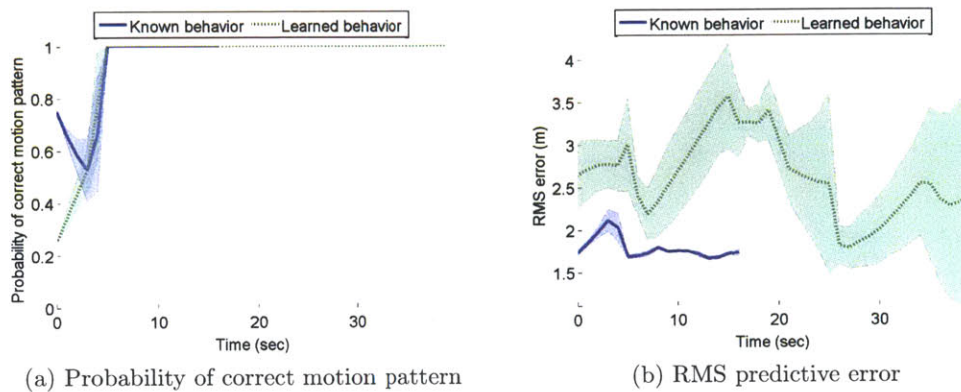 Known behavior Learned behavior
Probability of correct motion pattern
1
0.8
0.6
0.4
0.2
0
0 10 20 30
Time (sec)
(a) Probability of correct motion pattern
Known behavior Learned behavior
RMS error (m)
4
3.5
3
2.5
2
1.5
0 10 20 30
Time (sec)
(b) RMS predictive error